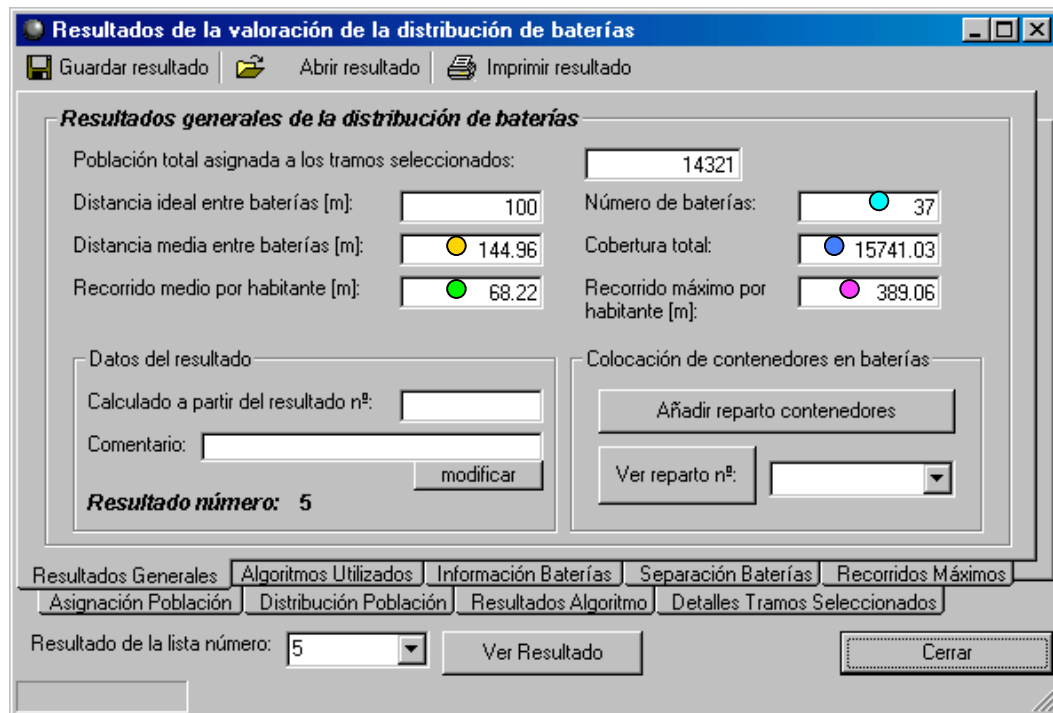 Resultados de la valoración de la distribución de baterías
Guardar resultado Abrir resultado Imprimir resultado
Resultados generales de la distribución de baterías
Población total asignada a los tramos seleccionados: 14321
Distancia ideal entre baterías [m]: 100 Número de baterías: 37
Distancia media entre baterías [m]: 144.96 Cobertura total: 15741.03
Recorrido medio por habitante [m]: 68.22 Recorrido máximo por habitante [m]: 389.06
Datos del resultado
Calculado a partir del resultado nº:
Comentario:
modificar
Resultado número: 5
Colocación de contenedores en baterías
Añadir reparto contenedores
Ver reparto nº:
Resultados Generales Algoritmos Utilizados Información Baterías Separación Baterías Recorridos Máximos
Asignación Población Distribución Población Resultados Algoritmo Detalles Tramos Seleccionados
Resultado de la lista número: 5 Ver Resultado Cerrar